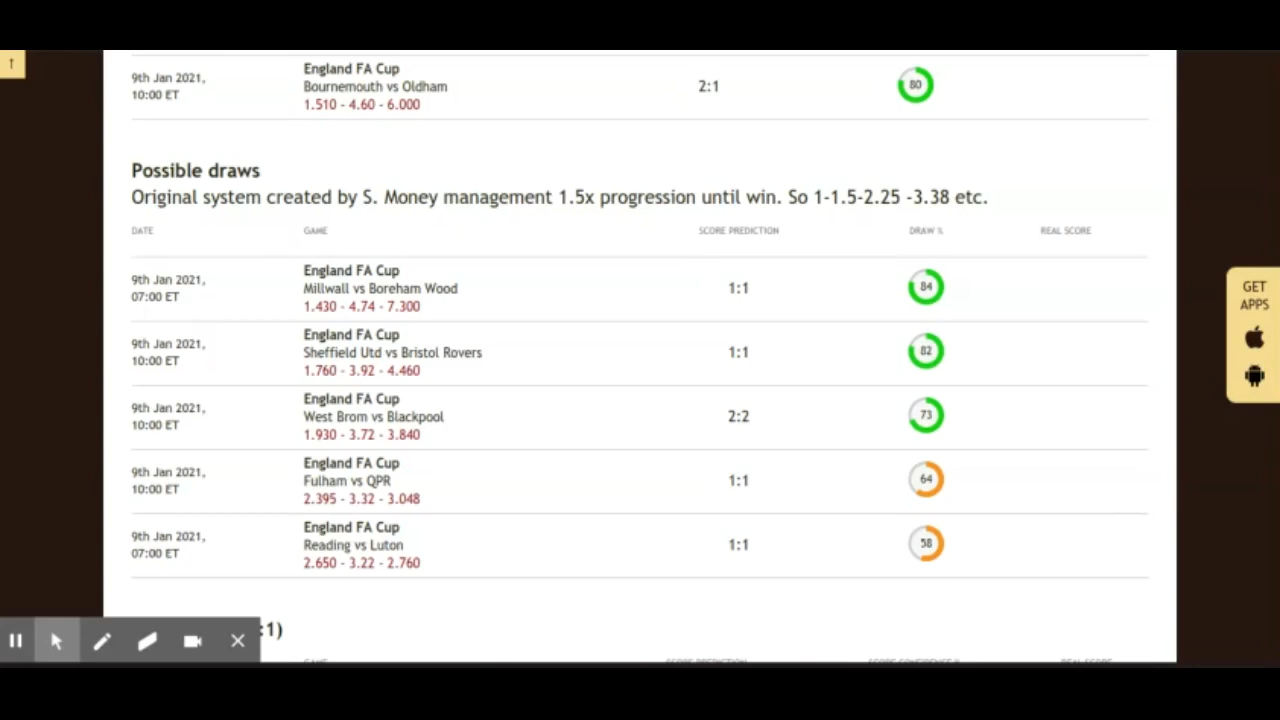 ↑
9th Jan 2021,
10:00 ET
England FA Cup
Bournemouth vs Oldham
1.510 - 4.60 - 6.000
2:1
80
Possible draws
Original system created by S. Money management 1.5x progression until win. So 1-1.5-2.25 -3.38 etc.
DATE GAME SCORE PREDICTION DRAW % REAL SCORE
9th Jan 2021,
07:00 ET
England FA Cup
Millwall vs Boreham Wood
1.430 - 4.74 - 7.300
1:1
84
9th Jan 2021,
10:00 ET
England FA Cup
Sheffield Utd vs Bristol Rovers
1.760 - 3.92 - 4.460
1:1
82
9th Jan 2021,
10:00 ET
England FA Cup
West Brom vs Blackpool
1.930 - 3.72 - 3.840
2:2
73
9th Jan 2021,
10:00 ET
England FA Cup
Fulham vs QPR
2.395 - 3.32 - 3.048
1:1
64
9th Jan 2021,
07:00 ET
England FA Cup
Reading vs Luton
2.650 - 3.22 - 2.760
1:1
58
GET
APPS
:1)
GAME SCORE PREDICTION SCORE CONFIDENCE % REAL SCORE